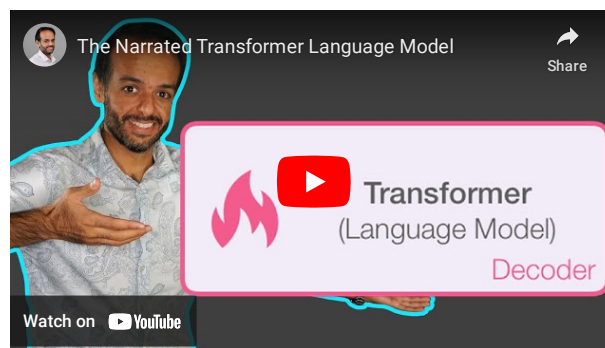 The Narrated Transformer Language Model
Share
Transformer
(Language Model)
Decoder
Watch on YouTube